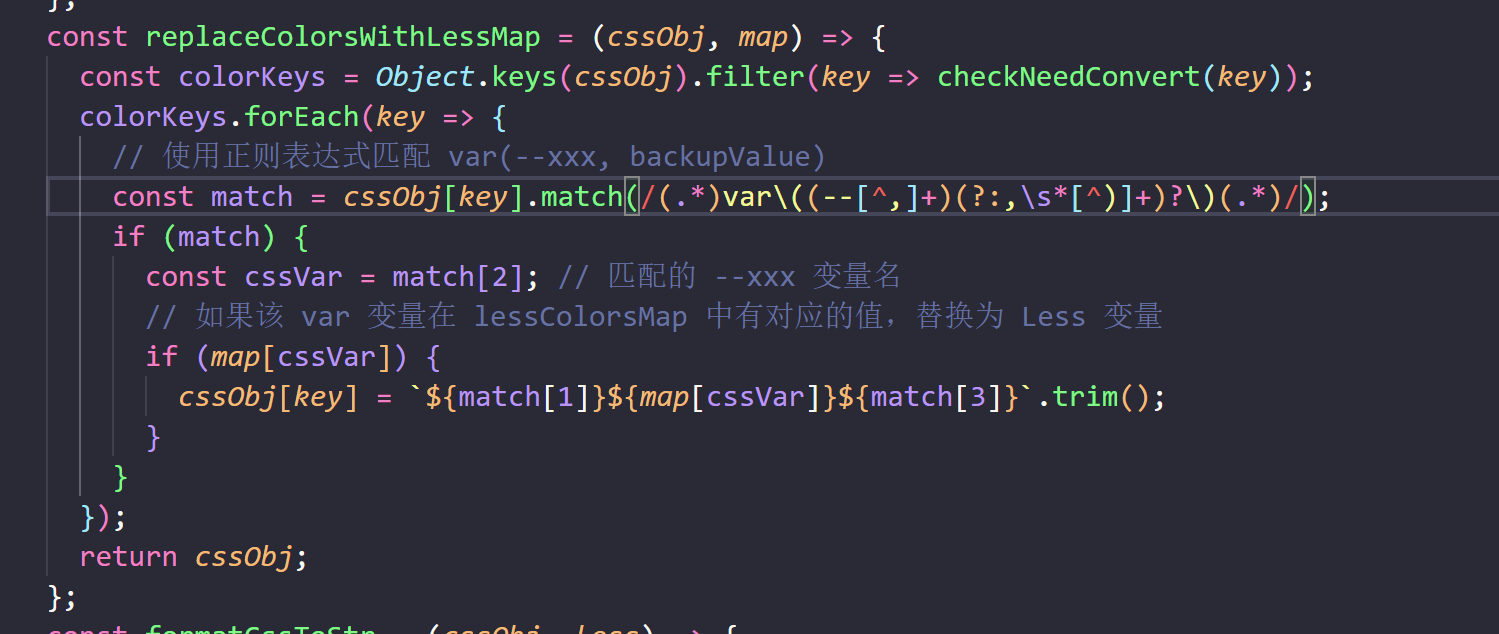 };
const replaceColorsWithLessMap = (cssObj, map) => {
const colorKeys = Object.keys(cssObj).filter(key => checkNeedConvert(key));
colorKeys.forEach(key => {
// 使用正则表达式匹配 var(--xxx, backupValue)
const match = cssObj[key].match(/(.*)var\((--[^,]+)(?:,\s*[^)]+)?\)(.*)/);
if (match) {
const cssVar = match[2]; // 匹配的 --xxx 变量名
// 如果该 var 变量在 lessColorsMap 中有对应的值，替换为 Less 变量
if (map[cssVar]) {
cssObj[key] = `${match[1]}${map[cssVar]}${match[3]}`.trim();
}
}
});
return cssObj;
};
const formatCssToStr = (cssObj, Less) => {